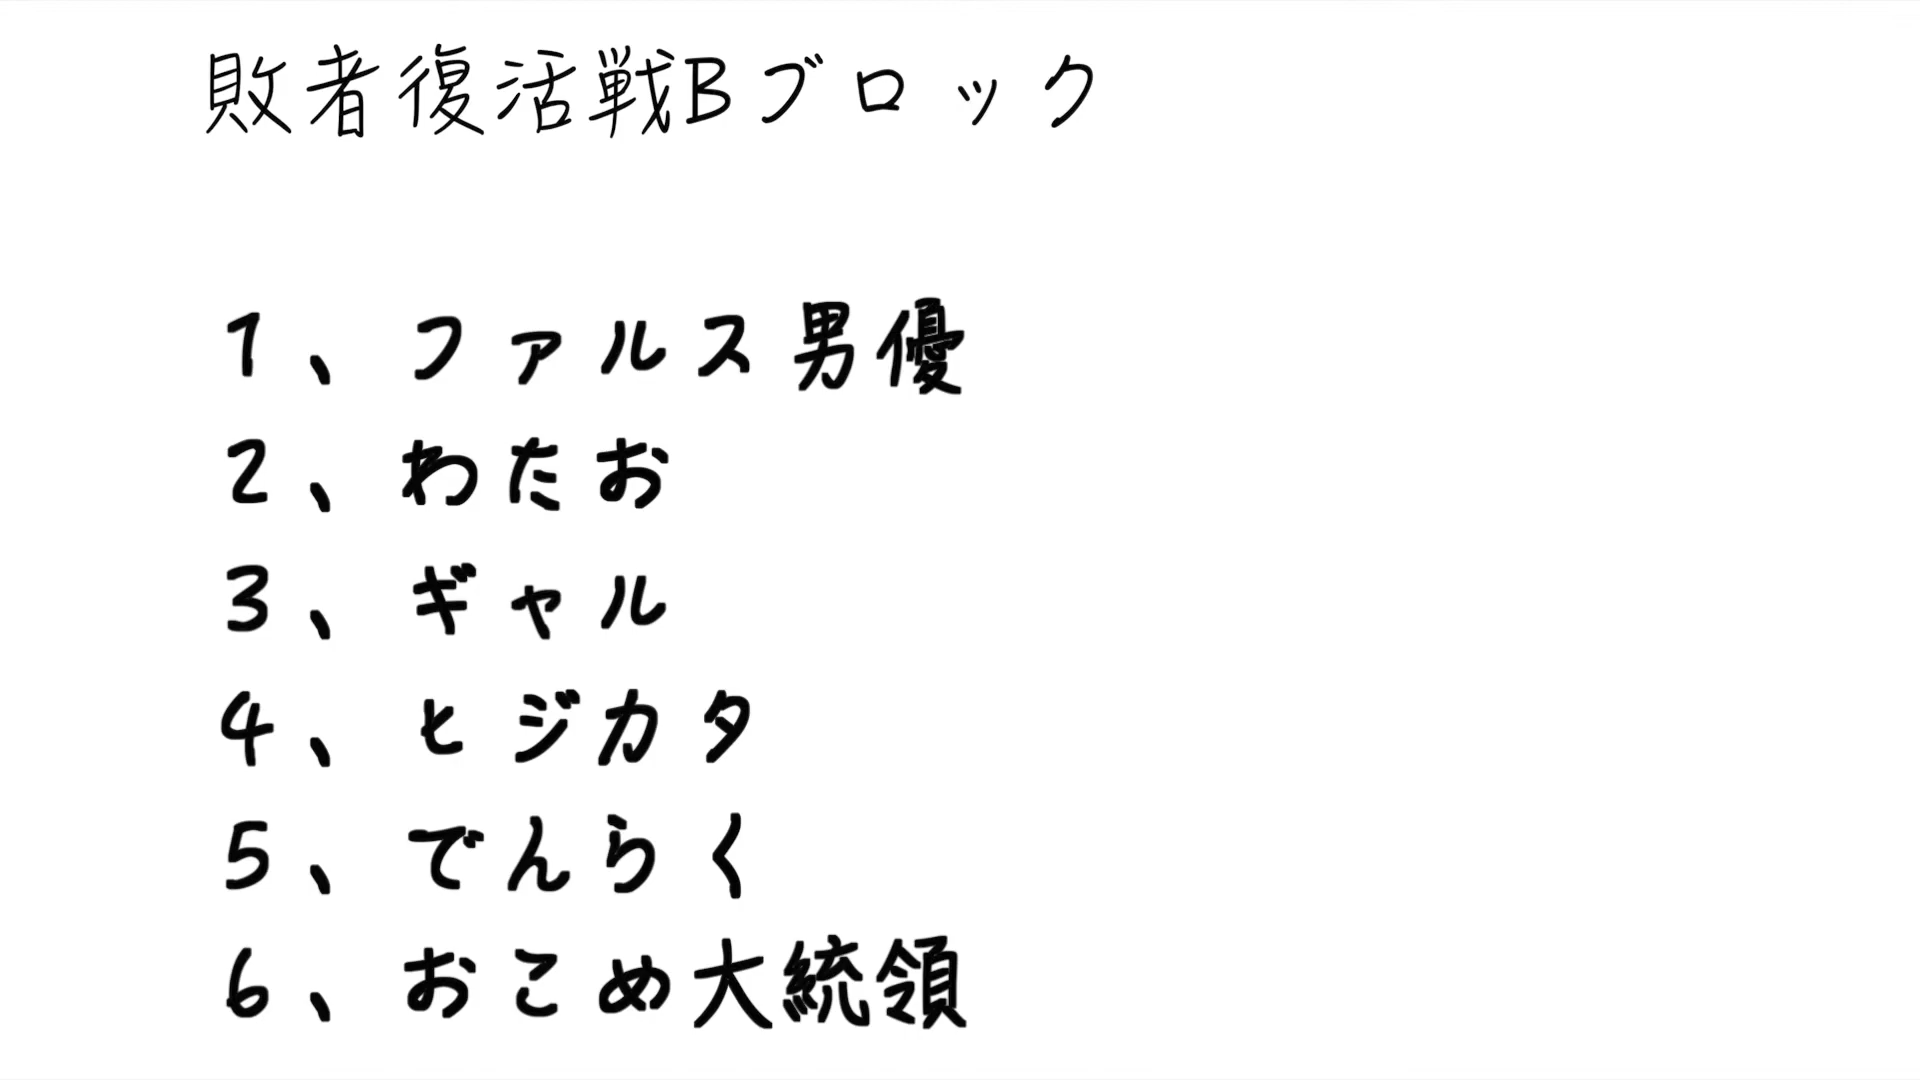 敗者復活戦Bブロック
1、ファルス男優
2、わたお
3、ギャル
4、ヒジカタ
5、でんらく
6、おこめ大統領